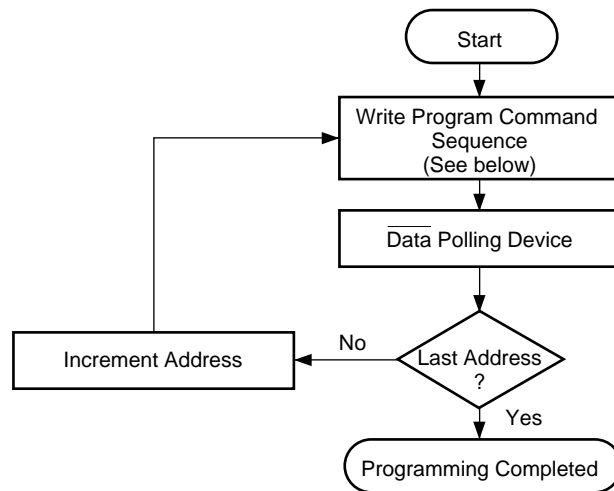 Start
Write Program Command
Sequence
(See below)
Data Polling Device
Increment Address
No
Last Address
?
Yes
Programming Completed